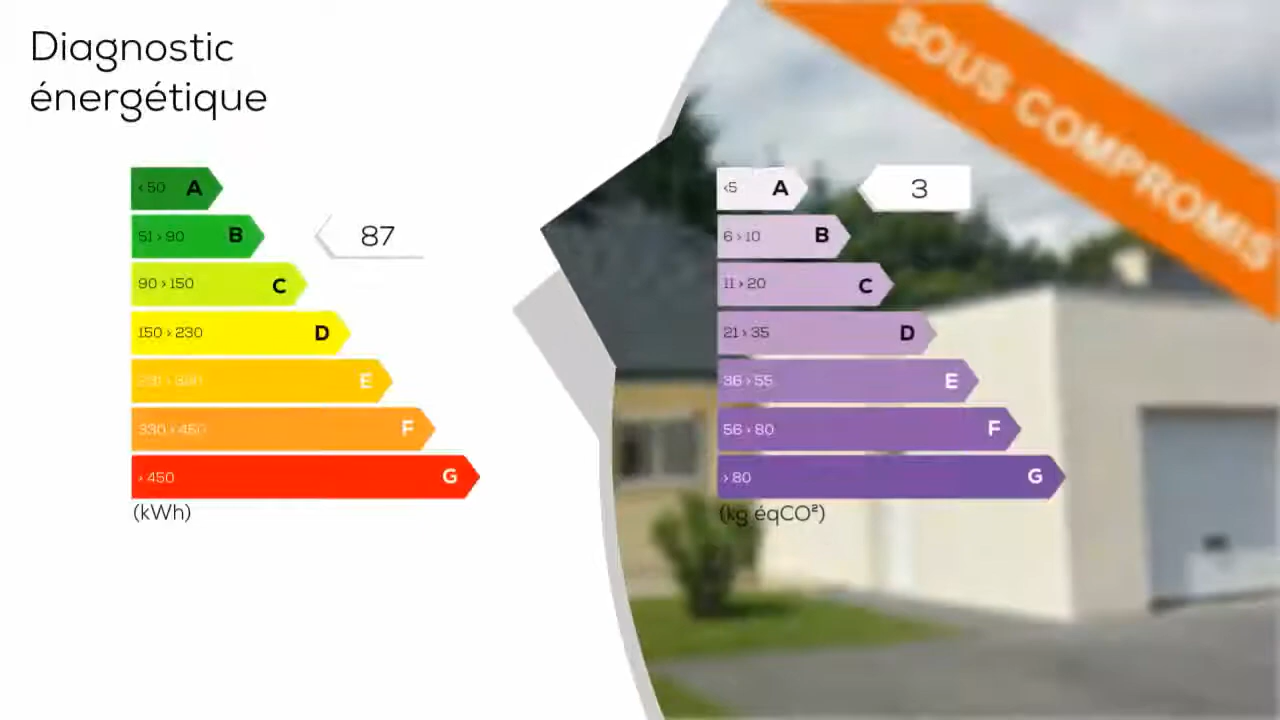 Diagnostic
énergétique
SOUS COMPROMIS
< 50 A
51 > 90 B
87
90 > 150 C
150 > 230 D
E
330 > 450 F
> 450 G
(kWh)
<5 A
3
6 > 10 B
11 > 20 C
21 > 35 D
36 > 55 E
56 > 80 F
> 80 G
(kg éqCO²)